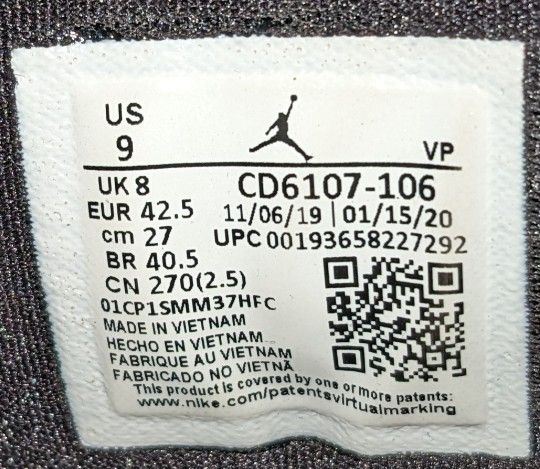 US
9
VP
UK 8
CD6107-106
EUR 42.5
11/06/19 | 01/15/20
cm 27
UPC 00193658227292
BR 40.5
CN 270(2.5)
01CP1SMM37HFC
MADE IN VIETNAM
HECHO EN VIETNAM
FABRIQUE AU VIETNAM
FABRICADO NO VIETNÃ
This product is covered by one or more patents:
www.nike.com/patentsvirtualmarking